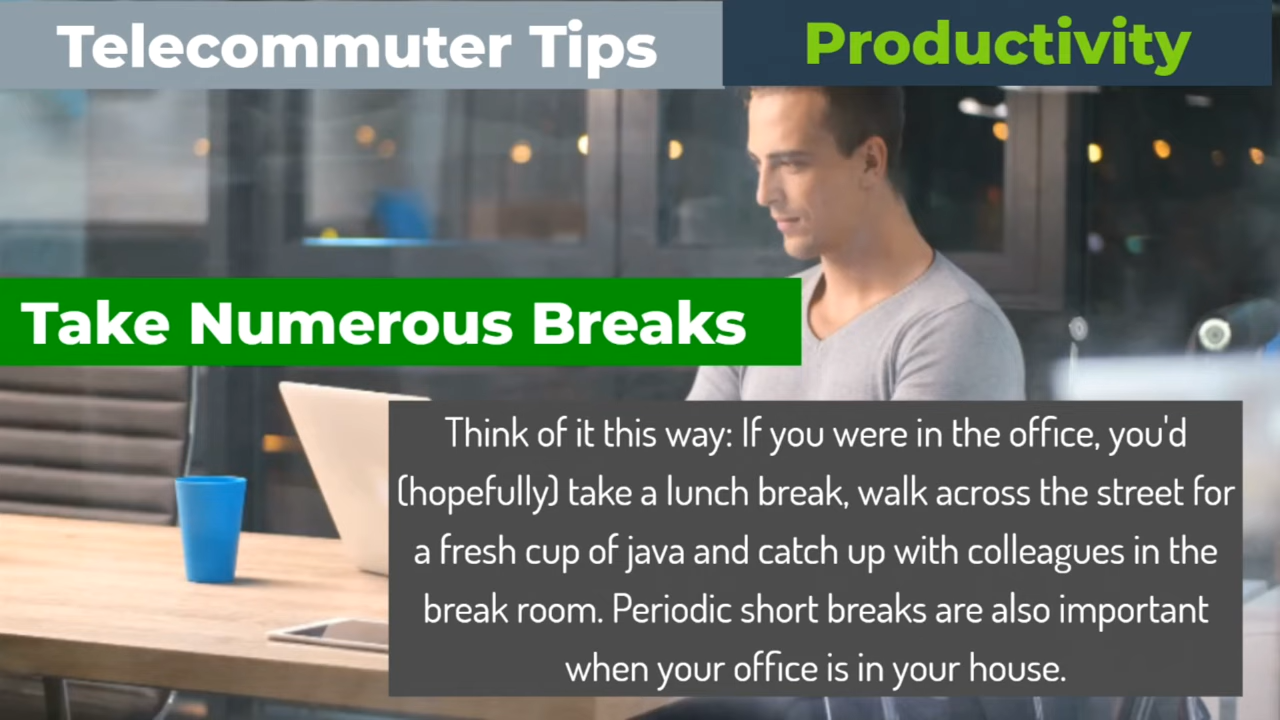 Telecommuter Tips
Productivity
Take Numerous Breaks
Think of it this way: If you were in the office, you'd
(hopefully) take a lunch break, walk across the street for
a fresh cup of java and catch up with colleagues in the
break room. Periodic short breaks are also important
when your office is in your house.